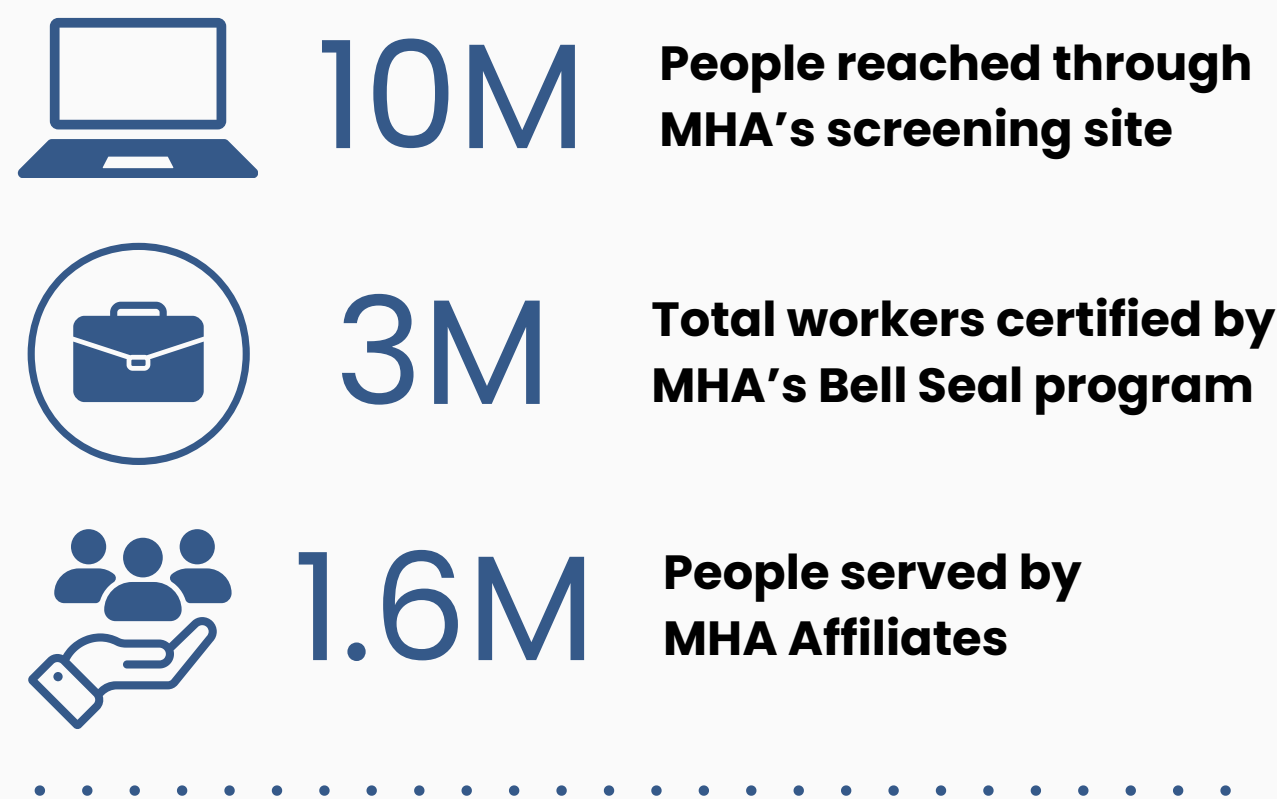 10M
People reached through
MHA’s screening site
3M
Total workers certified by
MHA’s Bell Seal program
1.6M
People served by
MHA Affiliates